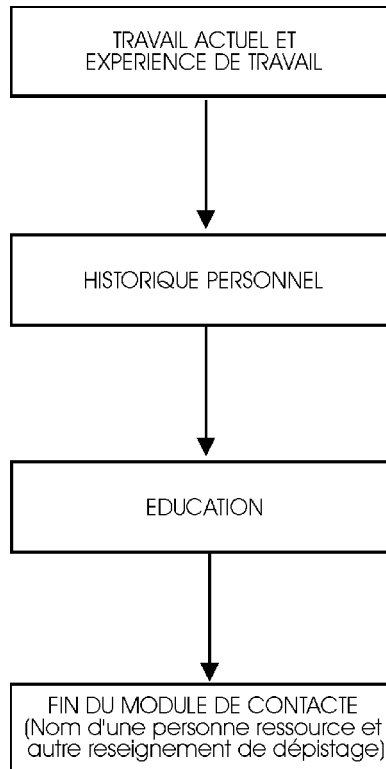 TRAVAIL ACTUEL ET
EXPERIENCE DE TRAVAIL
HISTORIQUE PERSONNEL
EDUCATION
FIN DU MODULE DE CONTACTE
(Nom d'une personne ressource et
autre reseignement de dépistage)